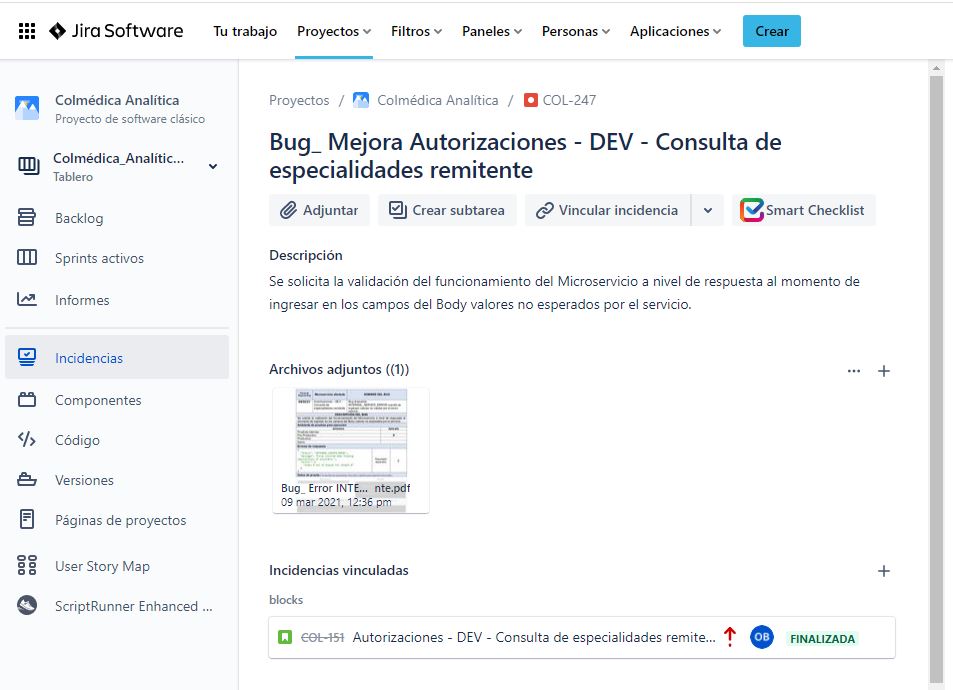 Jira Software
Tu trabajo
Proyectos
Filtros
Paneles
Personas
Aplicaciones
Crear
Colmédica Analítica
Proyecto de software clásico
Colmédica_Analític...
Tablero
Backlog
Sprints activos
Informes
Incidencias
Componentes
Código
Versiones
Páginas de proyectos
User Story Map
ScriptRunner Enhanced ...
Proyectos / Colmédica Analítica / COL-247
Bug_ Mejora Autorizaciones - DEV - Consulta de
especialidades remitente
Adjuntar
Crear subtarea
Vincular incidencia
Smart Checklist
Descripción
Se solicita la validación del funcionamiento del Microservicio a nivel de respuesta al momento de
ingresar en los campos del Body valores no esperados por el servicio.
Archivos adjuntos ((1))
Bug_ Error INTE... nte.pdf
09 mar 2021, 12:36 pm
Incidencias vinculadas
blocks
COL-151 Autorizaciones - DEV - Consulta de especialidades remite... OB FINALIZADA